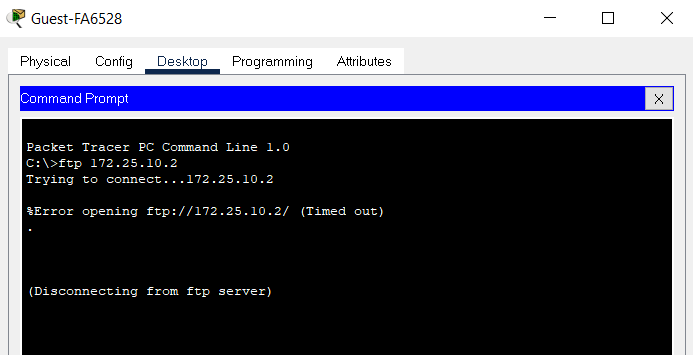 Guest-FA6528
Physical Config Desktop Programming Attributes
Command Prompt X
Packet Tracer PC Command Line 1.0
C:\>ftp 172.25.10.2
Trying to connect...172.25.10.2
%Error opening ftp://172.25.10.2/ (Timed out)
.
(Disconnecting from ftp server)